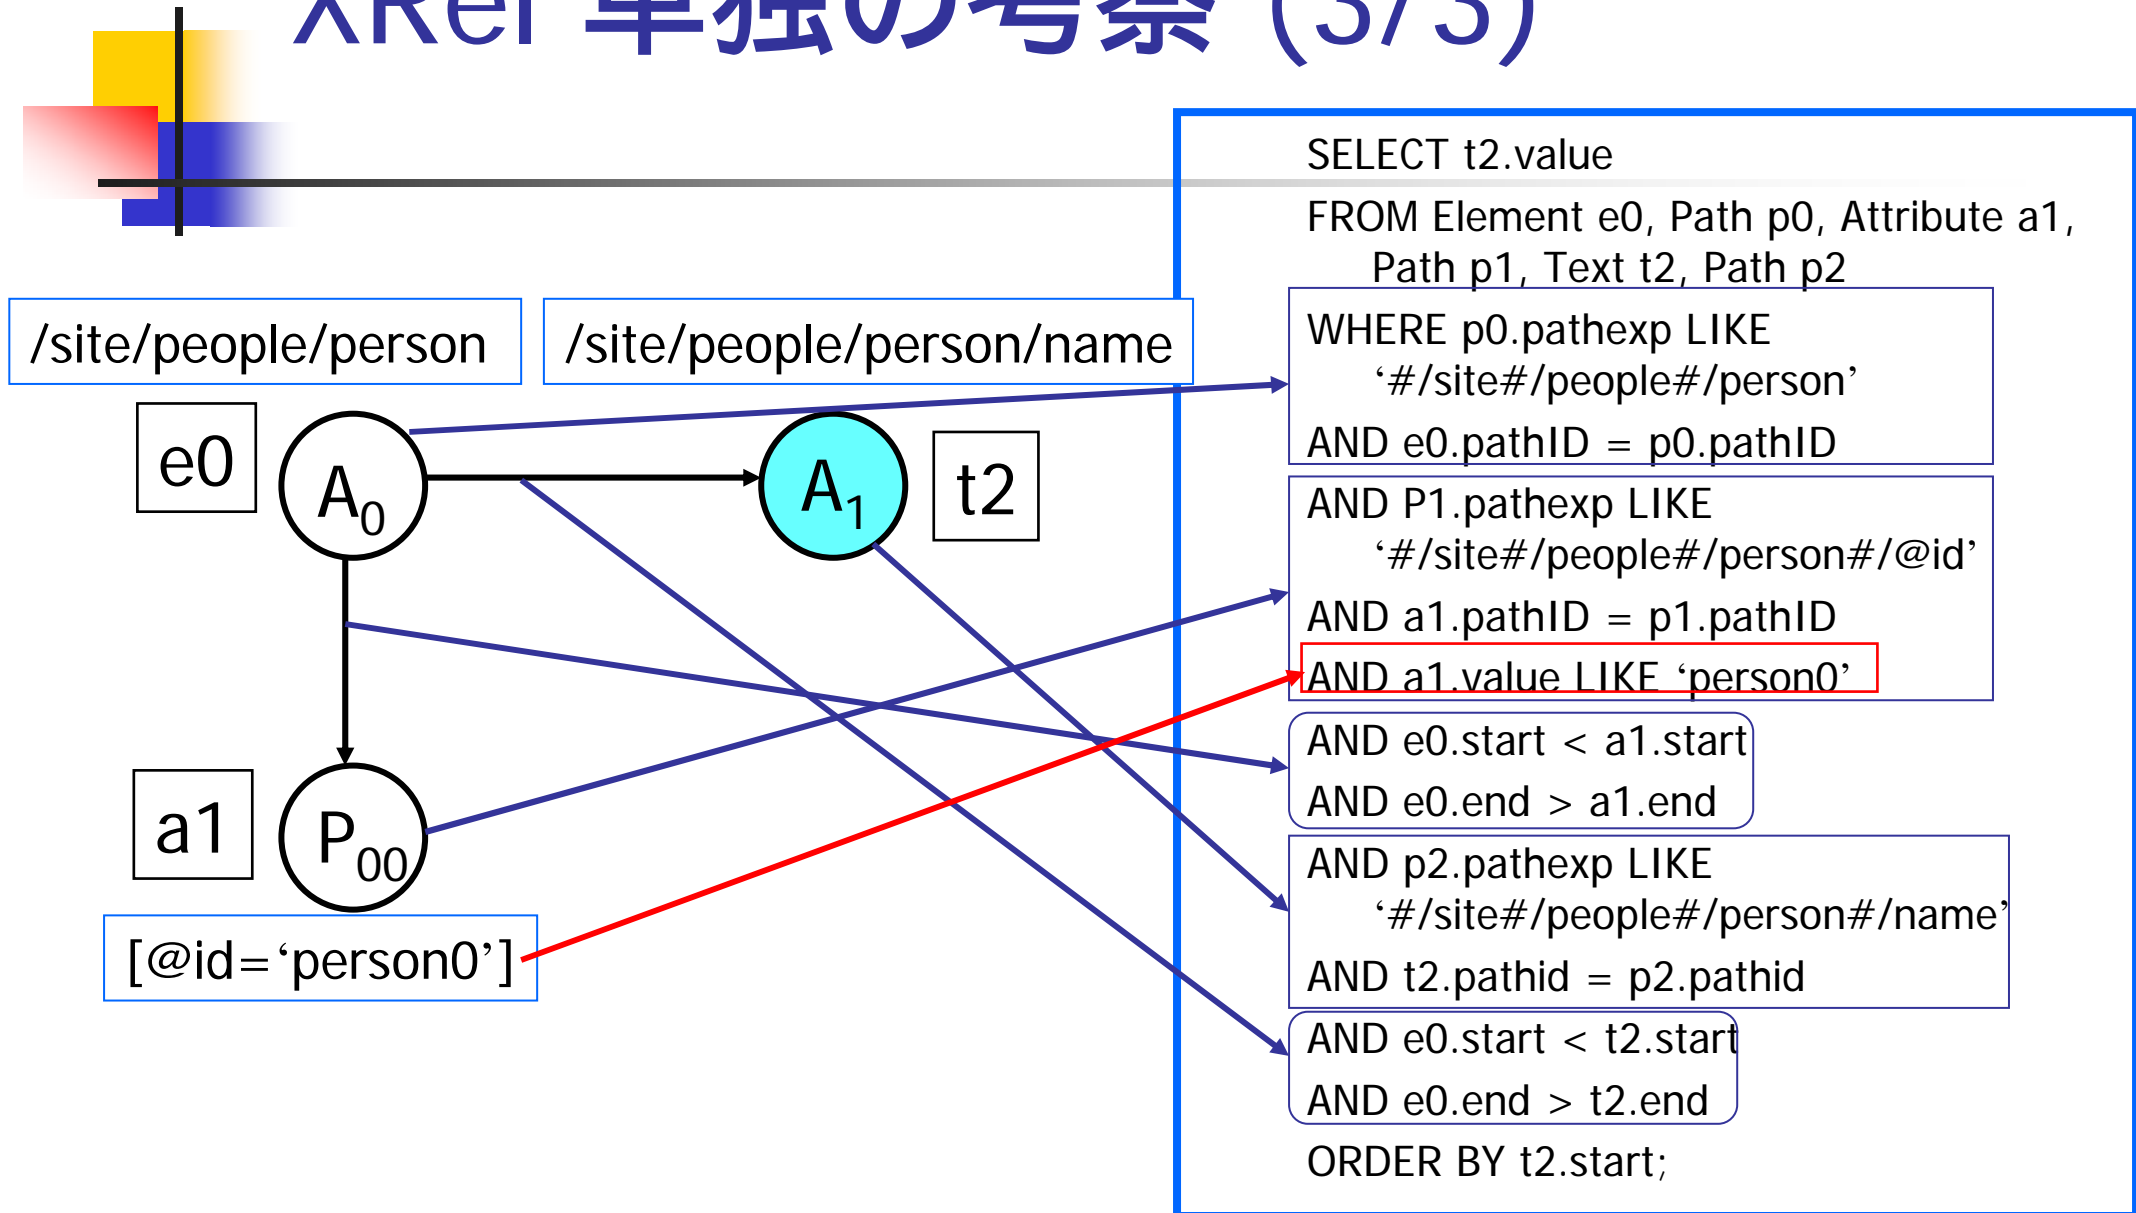 XRel 単独の考察 (3/3)
/site/people/person
/site/people/person/name
e0
A0
A1
t2
a1
P00
[@id=‘person0’]
SELECT t2.value
FROM Element e0, Path p0, Attribute a1,
Path p1, Text t2, Path p2
WHERE p0.pathexp LIKE
‘#/site#/people#/person’
AND e0.pathID = p0.pathID
AND P1.pathexp LIKE
‘#/site#/people#/person#/@id’
AND a1.pathID = p1.pathID
AND a1.value LIKE ‘person0’
AND e0.start < a1.start
AND e0.end > a1.end
AND p2.pathexp LIKE
‘#/site#/people#/person#/name’
AND t2.pathid = p2.pathid
AND e0.start < t2.start
AND e0.end > t2.end
ORDER BY t2.start;